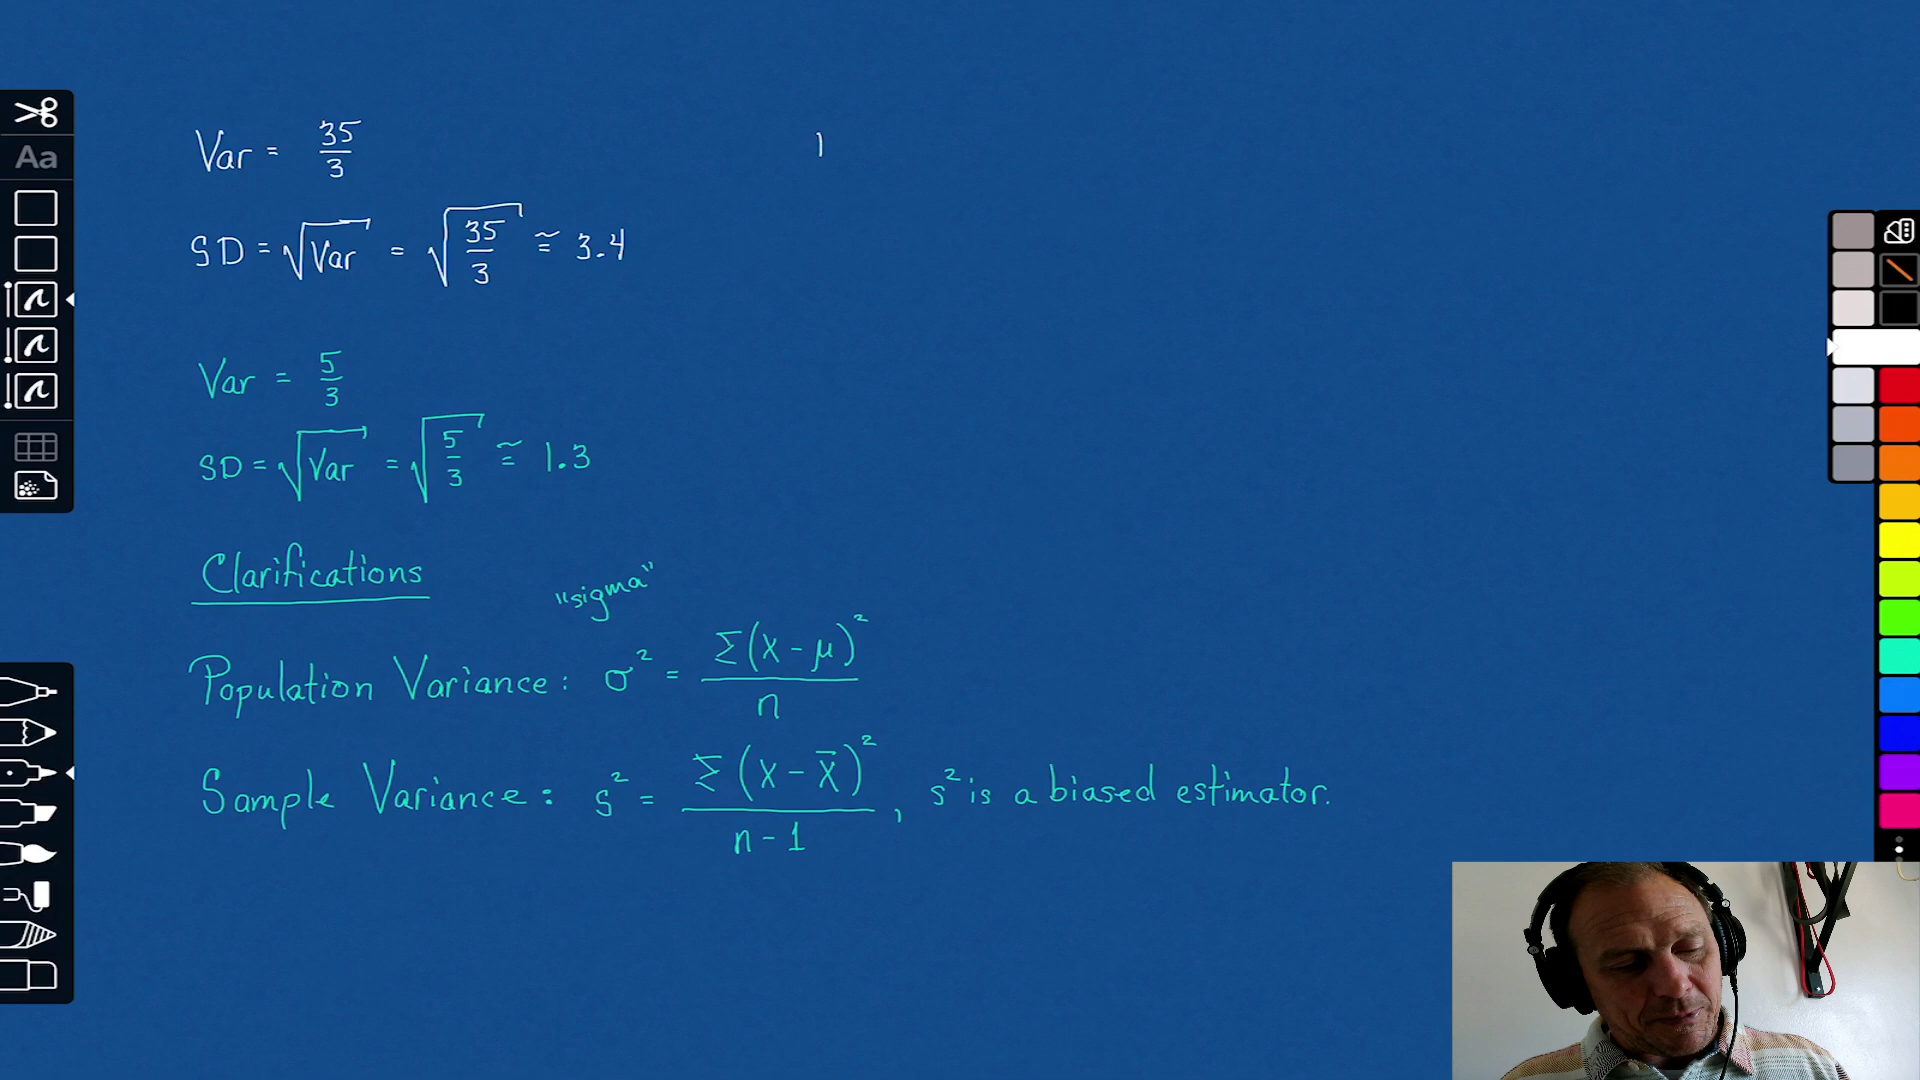 Aa
Var = 35/3
1
SD = √Var = √35/3 ≅ 3.4
Var = 5/3
SD = √Var = √5/3 ≅ 1.3
Clarifications
"sigma"
Population Variance: σ² = Σ(x - μ)² / n
Sample Variance: s² = Σ(x - x̄)² / n - 1, s² is a biased estimator.